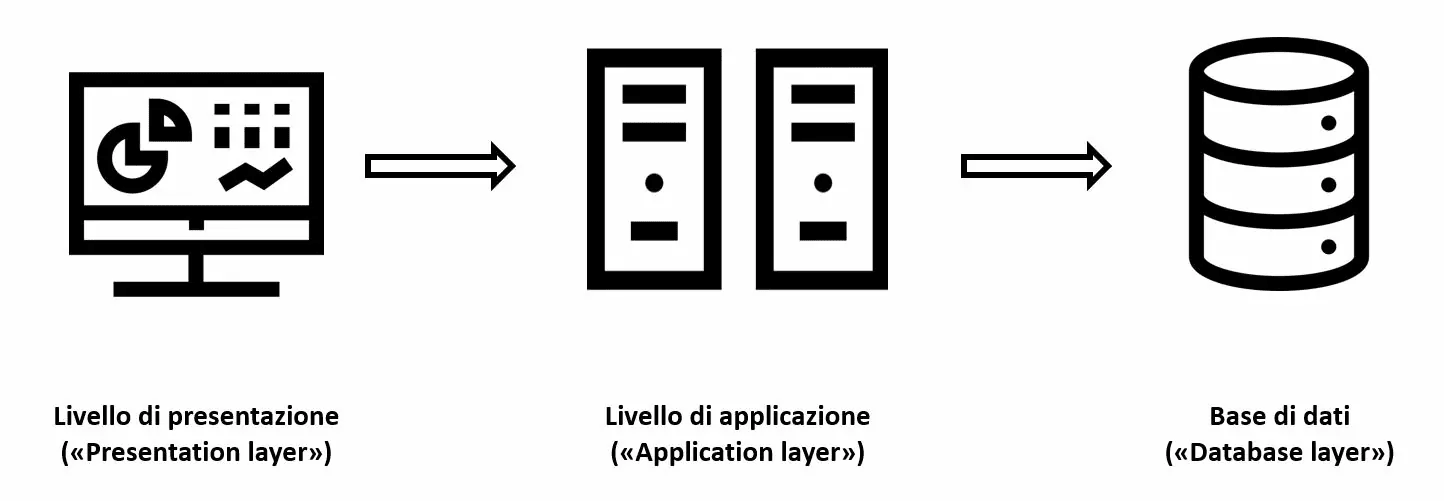 Livello di presentazione
(«Presentation layer»)
Livello di applicazione
(«Application layer»)
Base di dati
(«Database layer»)